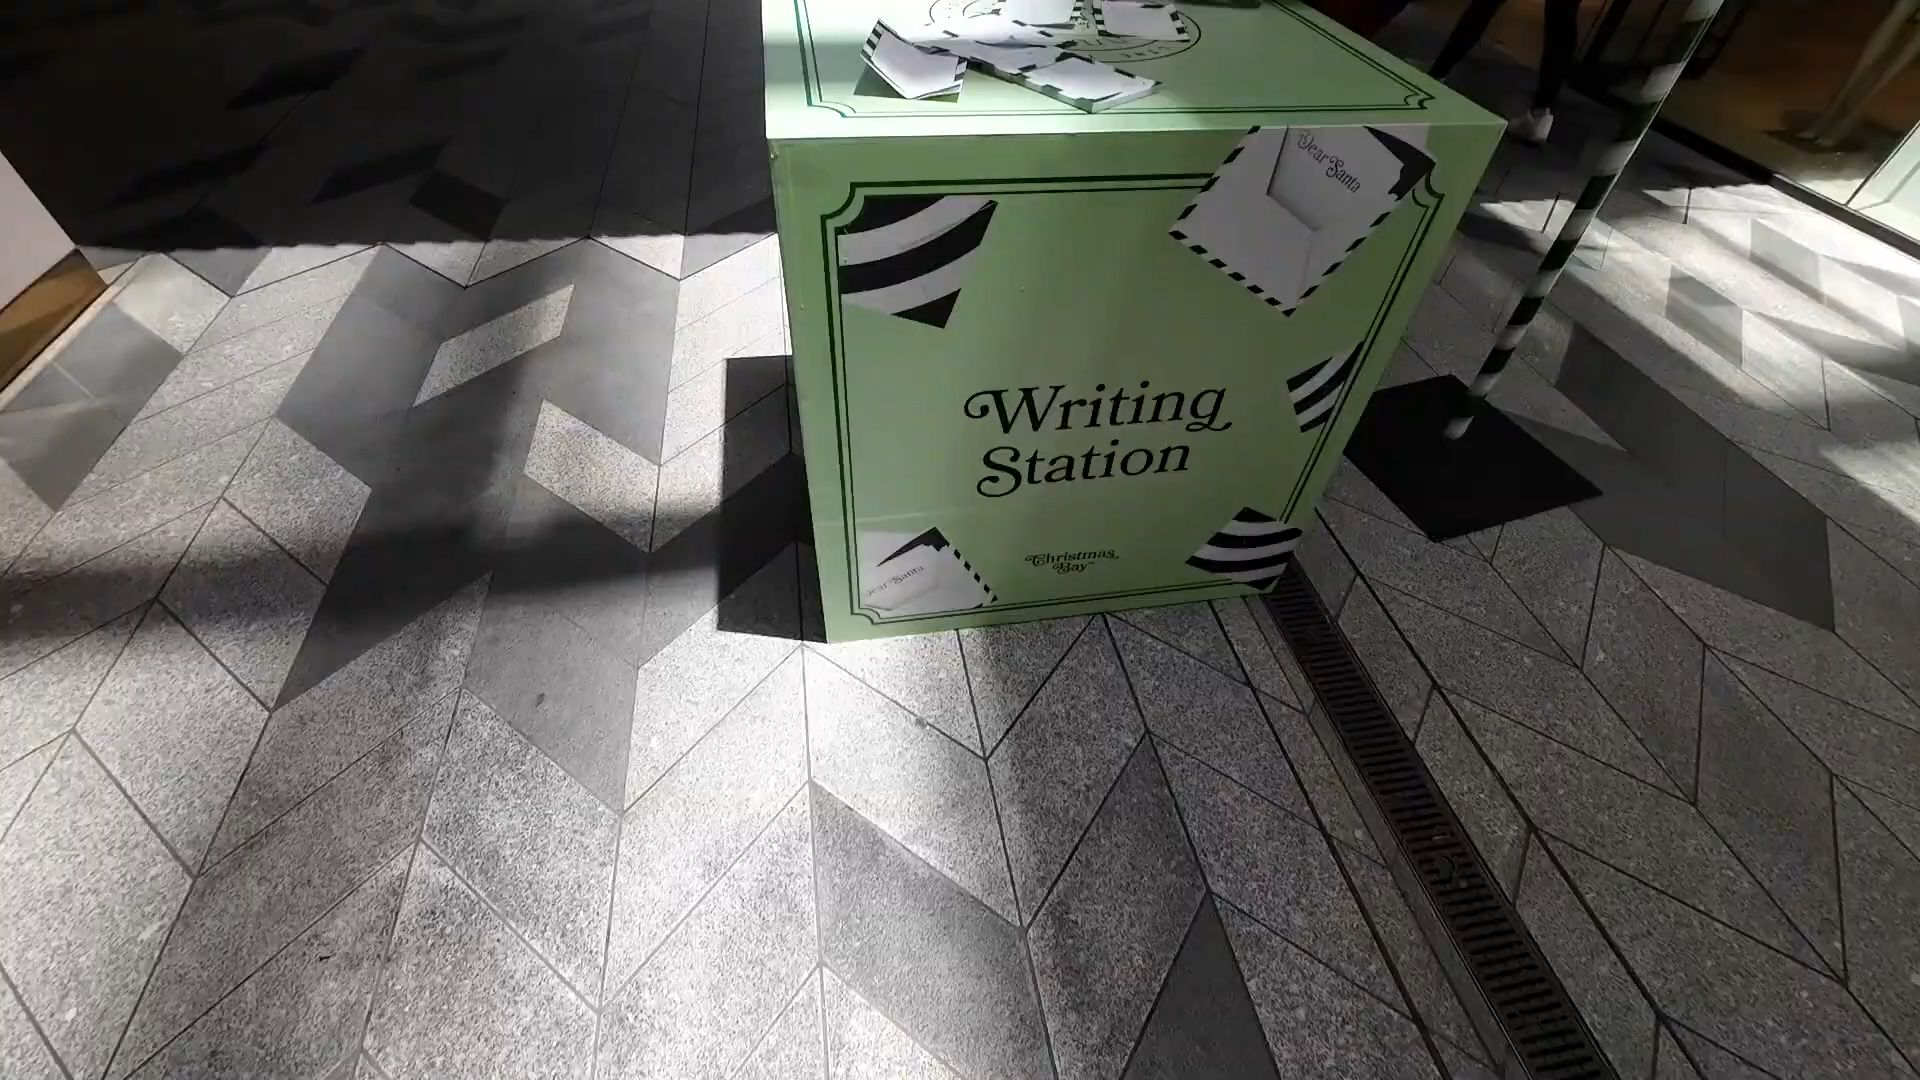 Dear Santa
Writing
Station
Christmas
Bay
Dear Santa